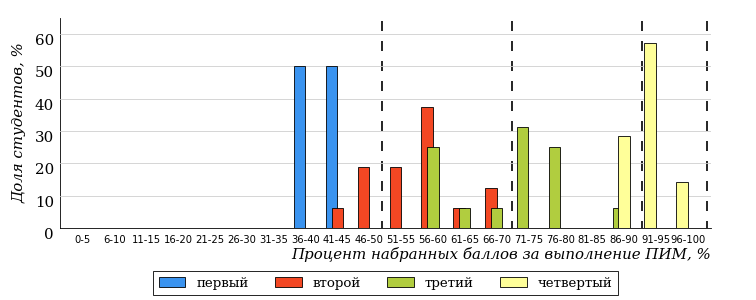 Доля студентов, %
60
50
40
30
20
10
0
0-5 6-10 11-15 16-20 21-25 26-30 31-35 36-40 41-45 46-50 51-55 56-60 61-65 66-70 71-75 76-80 81-85 86-90 91-95 96-100
Процент набранных баллов за выполнение ПИМ, %
первый второй третий четвертый